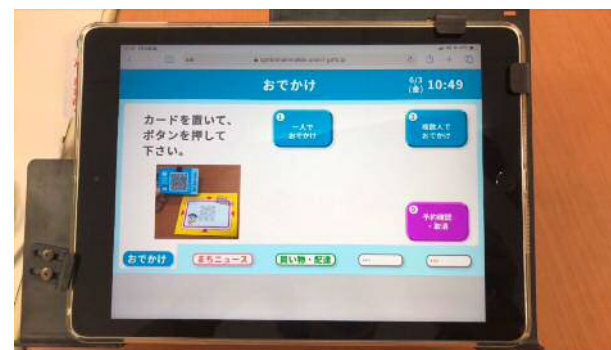 おでかけ
6/3
(金) 10:49
カードを置いて、
ボタンを押して
下さい。
1
一人で
おでかけ
複数人で
おでかけ
9
予約確認
・取消
おでかけ
まちニュース
買い物・配達
...
...